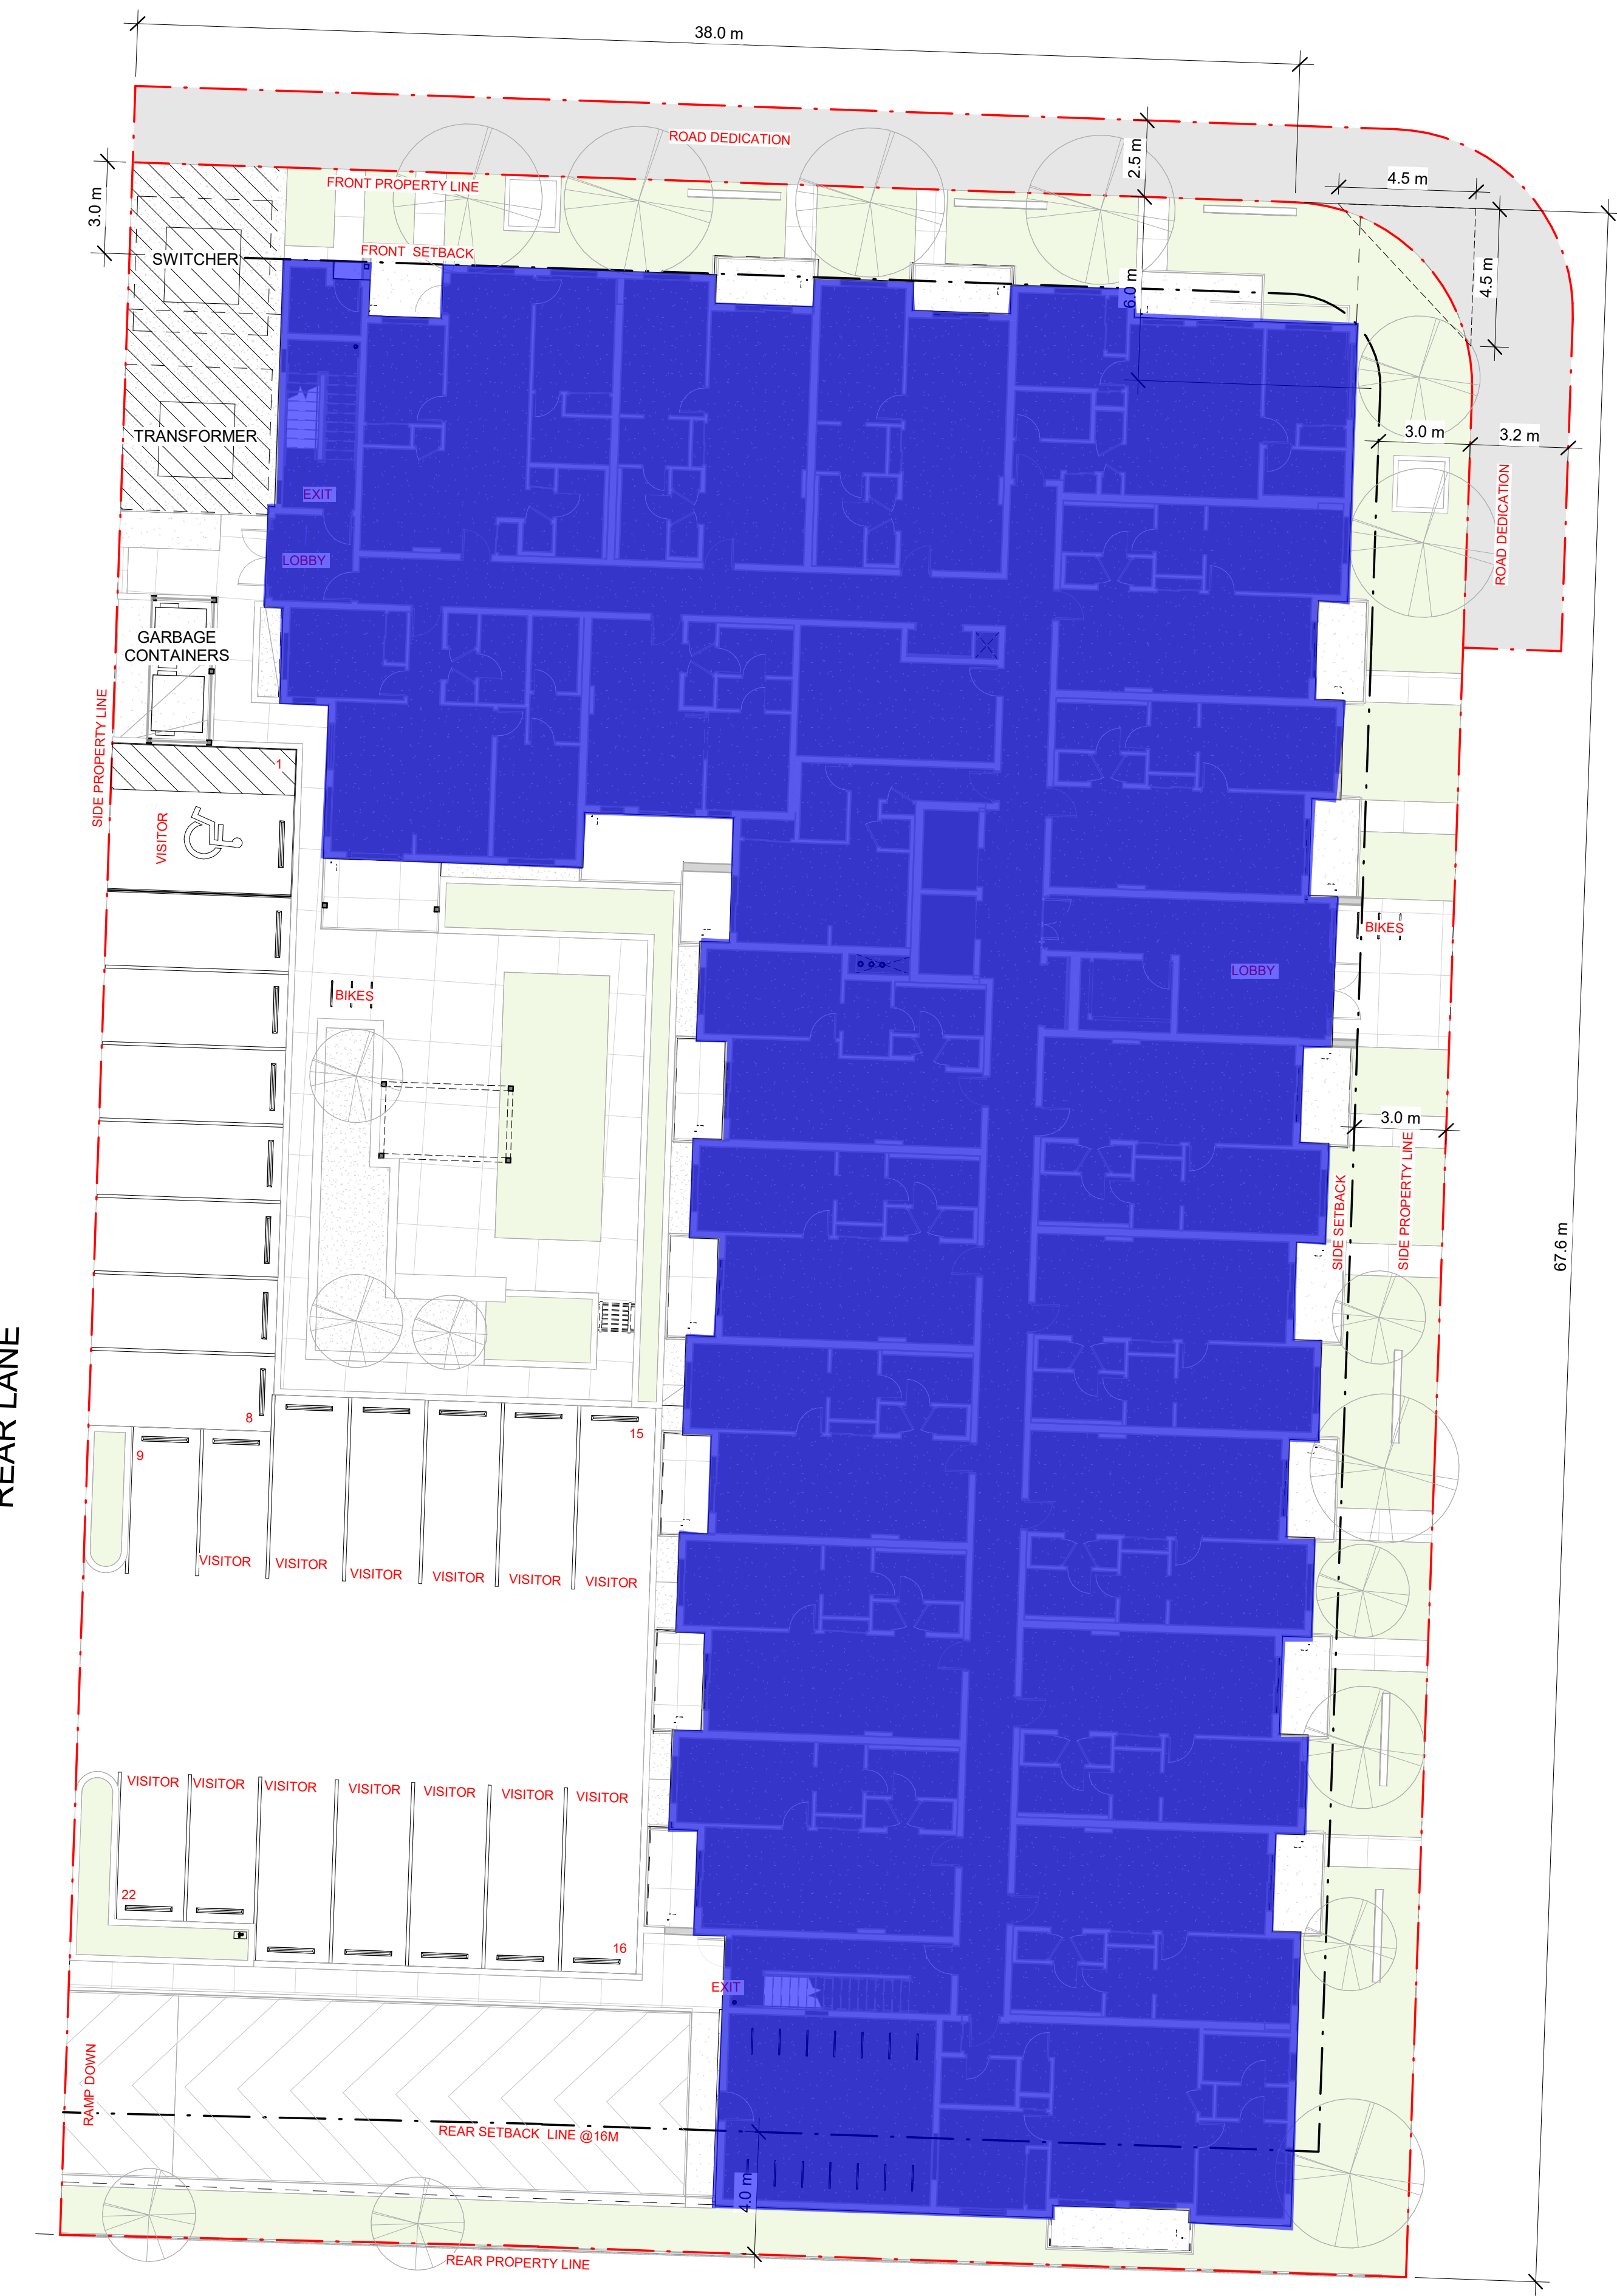 38.0 m
ROAD DEDICATION
2.5 m
4.5 m
FRONT PROPERTY LINE
3.0 m
FRONT SETBACK
SWITCHER
6.0 m
4.5 m
TRANSFORMER
3.0 m
3.2 m
EXIT
ROAD DEDICATION
LOBBY
GARBAGE
CONTAINERS
SIDE PROPERTY LINE
1
VISITOR
BIKES
LOBBY
BIKES
3.0 m
SIDE SETBACK
SIDE PROPERTY LINE
67.6 m
REAR LANE
8
15
9
VISITOR
VISITOR
VISITOR
VISITOR
VISITOR
VISITOR
VISITOR
VISITOR
VISITOR
VISITOR
VISITOR
VISITOR
VISITOR
22
16
EXIT
RAMP DOWN
REAR SETBACK LINE @16M
4.0 m
REAR PROPERTY LINE